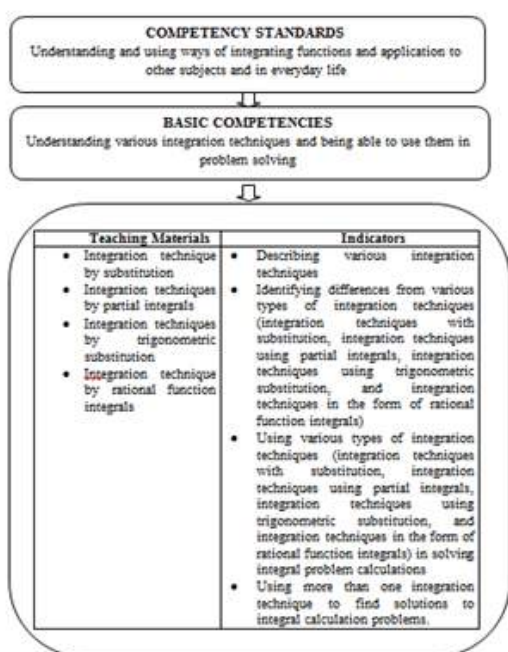 COMPETENCY STANDARDS
Understanding and using ways of integrating functions and application to
other subjects and in everyday life
BASIC COMPETENCIES
Understanding various integration techniques and being able to use them in
problem solving
Teaching Materials
• Integration technique
by substitution
• Integration techniques
by partial integrals
• Integration techniques
by trigonometric
substitution
• Integration technique
by rational function
integrals
Indicators
• Describing various integration
techniques
• Identifying differences from various
types of integration techniques
(integration techniques with
substitution, integration techniques
using partial integrals, integration
techniques using trigonometric
substitution, and integration
techniques in the form of rational
function integrals)
• Using various types of integration
techniques (integration techniques
with substitution, integration
techniques using partial integrals,
integration techniques using
trigonometric substitution, and
integration techniques in the form of
rational function integrals) in solving
integral problem calculations
• Using more than one integration
technique to find solutions to
integral calculation problems.